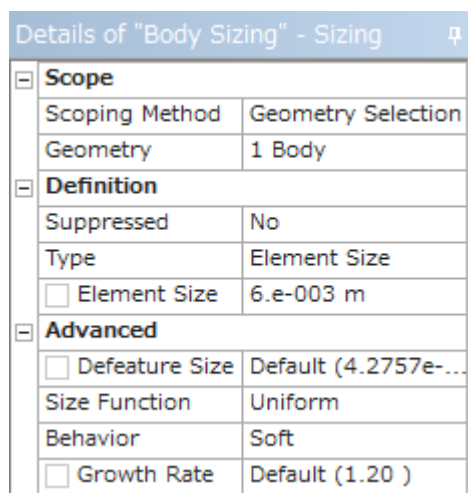 Details of "Body Sizing" - Sizing
Scope
Scoping Method Geometry Selection
Geometry 1 Body
Definition
Suppressed No
Type Element Size
Element Size 6.e-003 m
Advanced
Defeature Size Default (4.2757e-...
Size Function Uniform
Behavior Soft
Growth Rate Default (1.20 )